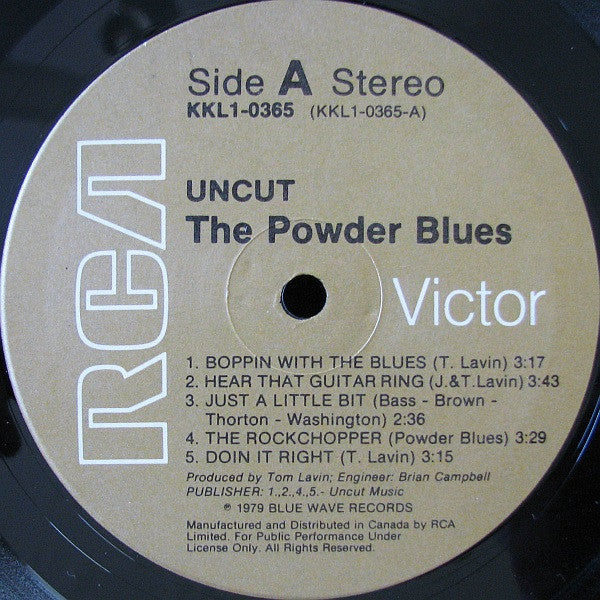 Side A Stereo
KKL1-0365 (KKL1-0365-A)
UNCUT
The Powder Blues
RCA
Victor
1. BOPPIN WITH THE BLUES (T. Lavin) 3:17
2. HEAR THAT GUITAR RING (J.&T.Lavin) 3:43
3. JUST A LITTLE BIT (Bass - Brown -
Thorton - Washington) 2:36
4. THE ROCKCHOPPER (Powder Blues) 3:29
5. DOIN IT RIGHT (T. Lavin) 3:15
Produced by Tom Lavin; Engineer: Brian Campbell
PUBLISHER: 1.,2.,4.,5.- Uncut Music
℗ 1979 BLUE WAVE RECORDS
Manufactured and Distributed in Canada by RCA
Limited. For Public Performance Under
License Only. All Rights Reserved.